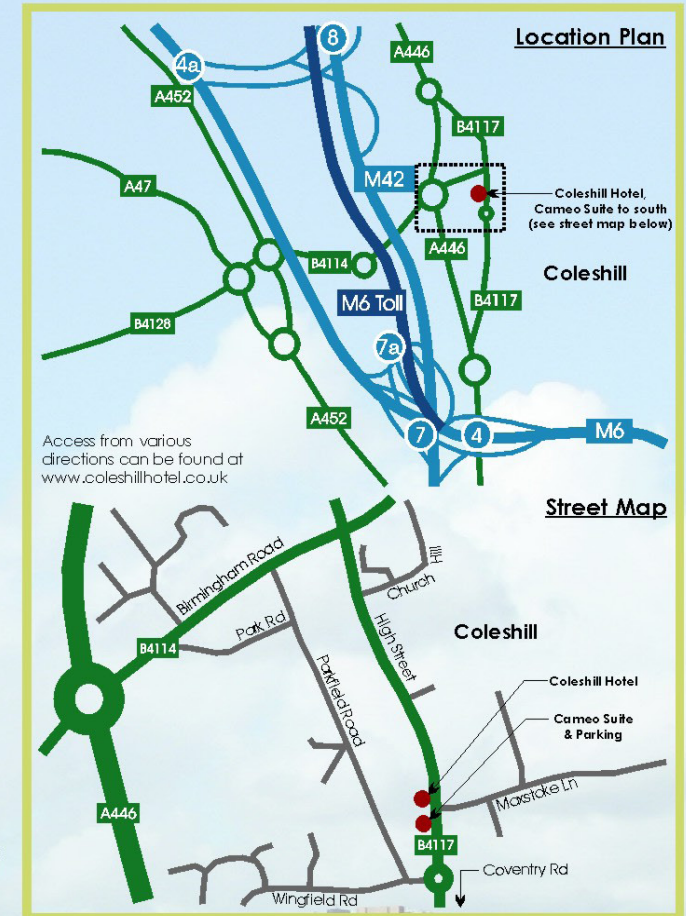 Location Plan
8
4a
A446
A452
B4117
M42
A47
Coleshill Hotel,
Cameo Suite to south
(see street map below)
A446
B4114
Coleshill
M6 Toll
B4117
B4128
7a
A452
7
4
M6
Access from various
directions can be found at
www.coleshillhotel.co.uk
Street Map
Birmingham Road
Hill
Church
Park Rd
High Street
Coleshill
B4114
Parkfield Road
Coleshill Hotel
Cameo Suite
& Parking
Maxstoke Ln
A446
B4117
Coventry Rd
Wingfield Rd